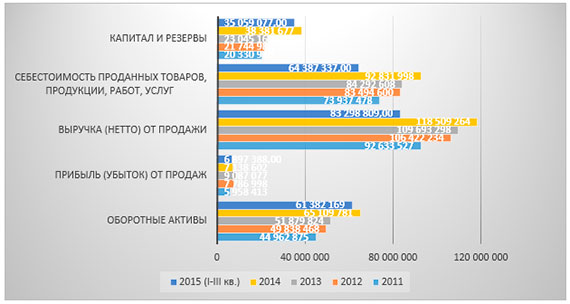 КАПИТАЛ И РЕЗЕРВЫ
35 059 077,00
38 381 677
СЕБЕСТОИМОСТЬ ПРОДАННЫХ ТОВАРОВ,
ПРОДУКЦИИ, РАБОТ, УСЛУГ
64 387 337,00
92 831 998
84 292 608
83 494 600
73 937 478
ВЫРУЧКА (НЕТТО) ОТ ПРОДАЖИ
83 298 809,00
118 509 264
109 693 298
106 422 234
92 633 527
ПРИБЫЛЬ (УБЫТОК) ОТ ПРОДАЖ
9 087 077
ОБОРОТНЫЕ АКТИВЫ
61 382 169
65 109 781
51 879 824
49 838 468
44 962 875
0 40 000 000 80 000 000 120 000 000
2015 (I-III кв.) 2014 2013 2012 2011